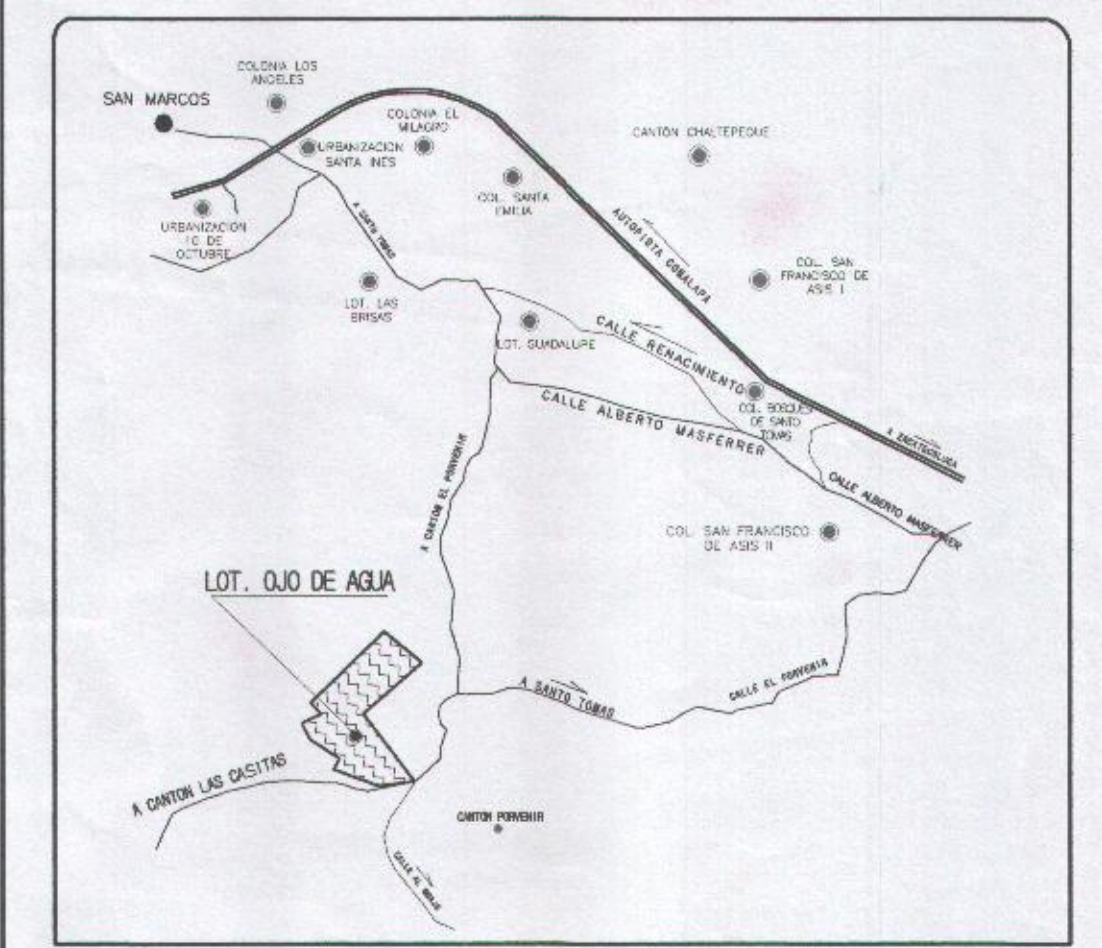 COLONIA LOS
ANGELES
SAN MARCOS
COLONIA EL
MILAGRO
URBANIZACION
SANTA INES
CANTÓN CHALTEPEQUE
COL. SANTA
EMILIA
URBANIZACION
10 DE
OCTUBRE
A SANTO TOMAS
AUTOPISTA COMALAPA
COL. SAN
FRANCISCO DE
ASIS I
LOT. LAS
BRISAS
LOT. GUADALUPE
CALLE RENACIMIENTO
COL. BOSQUES
DE SANTO
TOMAS
CALLE ALBERTO MASFERRER
A ZACATECOLUCA
A CANTON EL PORVENIR
CALLE ALBERTO MASFERRER
COL. SAN FRANCISCO
DE ASIS II
LOT. OJO DE AGUA
A SANTO TOMAS
CALLE EL PORVENIR
A CANTON LAS CASITAS
CANTÓN PORVENIR
CALLE AL